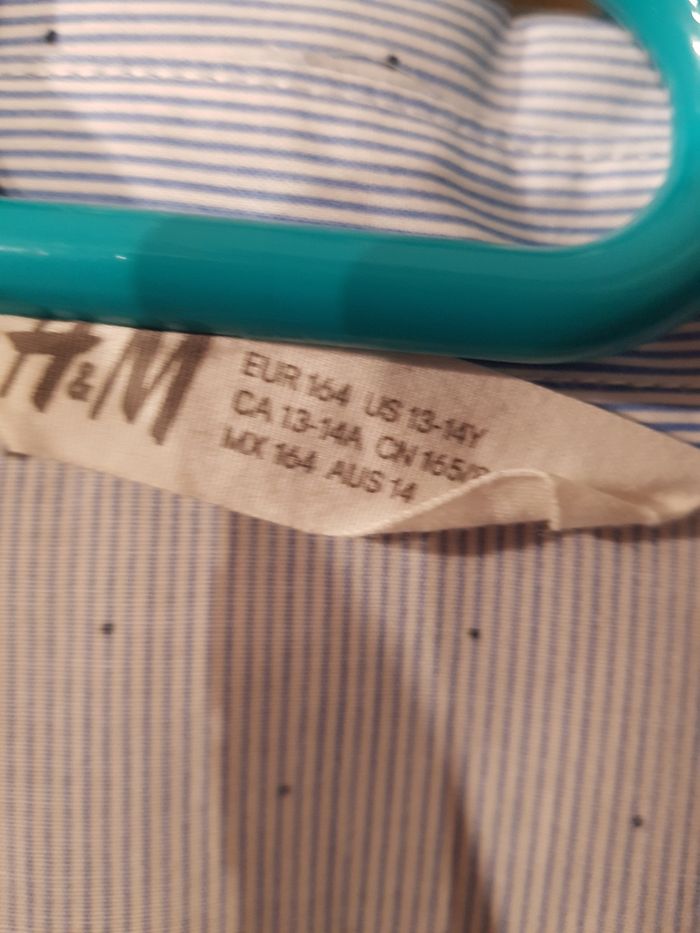 H&M
EUR 164 US 13-14Y
CA 13-14A CN 165/
MX 164 AUS 14